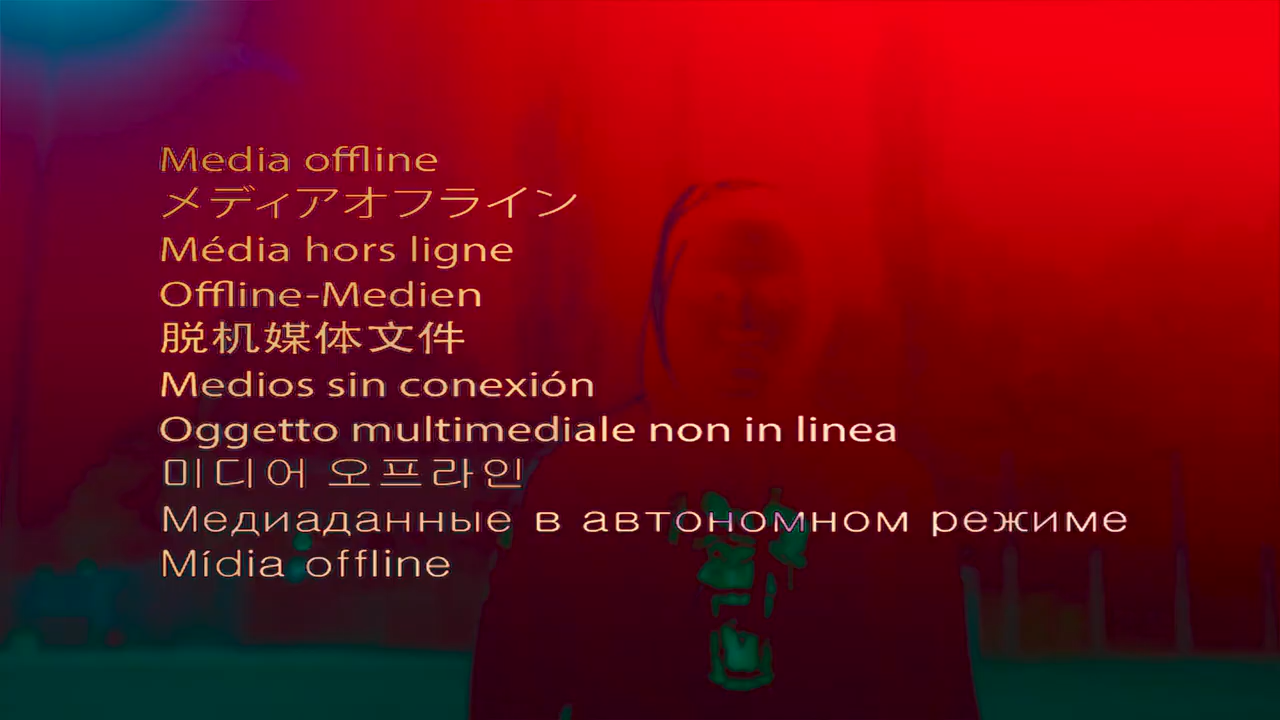 Media offline
メディアオフライン
Média hors ligne
Offline-Medien
脱机媒体文件
Medios sin conexión
Oggetto multimediale non in linea
미디어 오프라인
Медиаданные в автономном режиме
Mídia offline